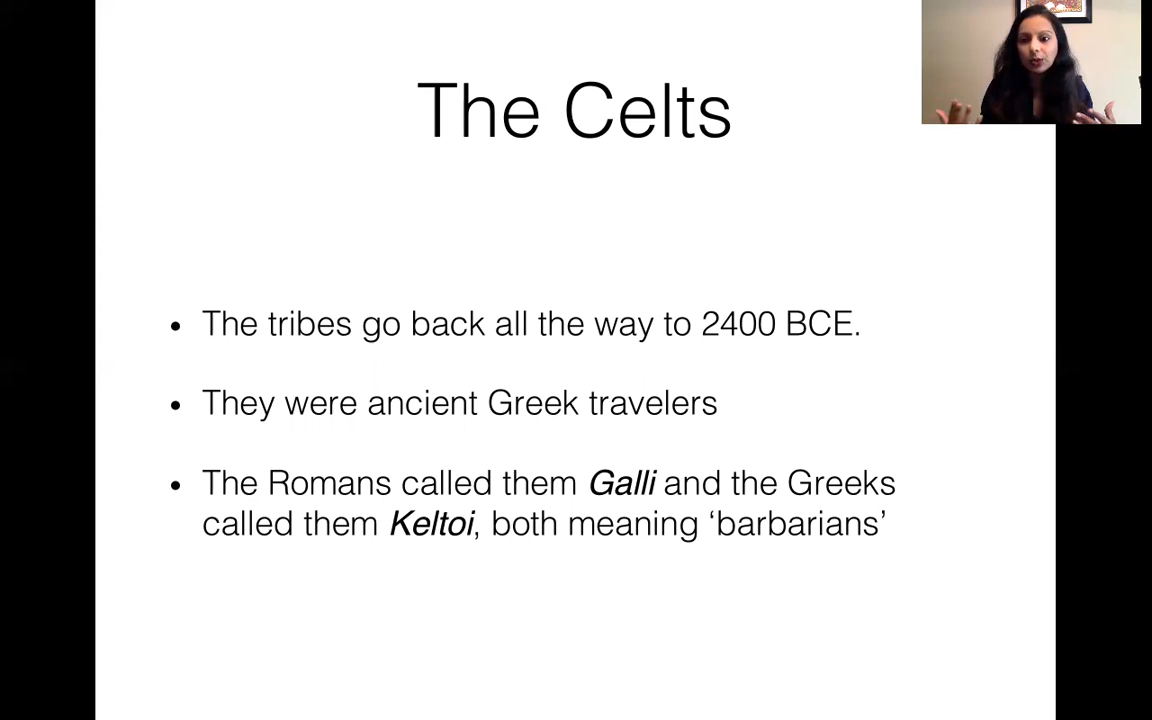 The Celts
• The tribes go back all the way to 2400 BCE.
• They were ancient Greek travelers
• The Romans called them Galli and the Greeks
called them Keltoi, both meaning ‘barbarians’